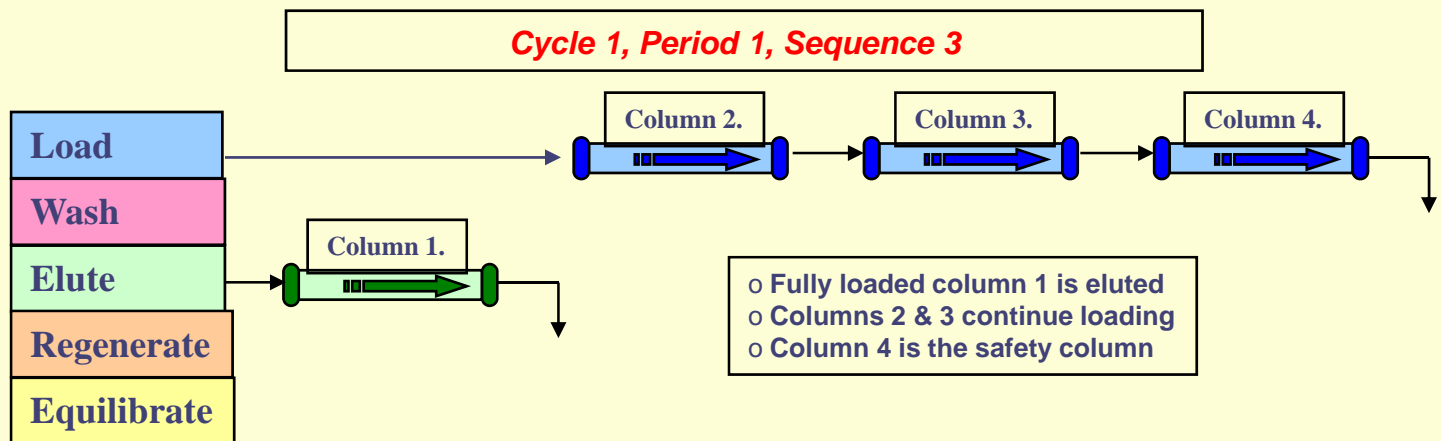 Cycle 1, Period 1, Sequence 3
Column 2.
Column 3.
Column 4.
Load
Wash
Column 1.
Elute
o Fully loaded column 1 is eluted
o Columns 2 & 3 continue loading
o Column 4 is the safety column
Regenerate
Equilibrate